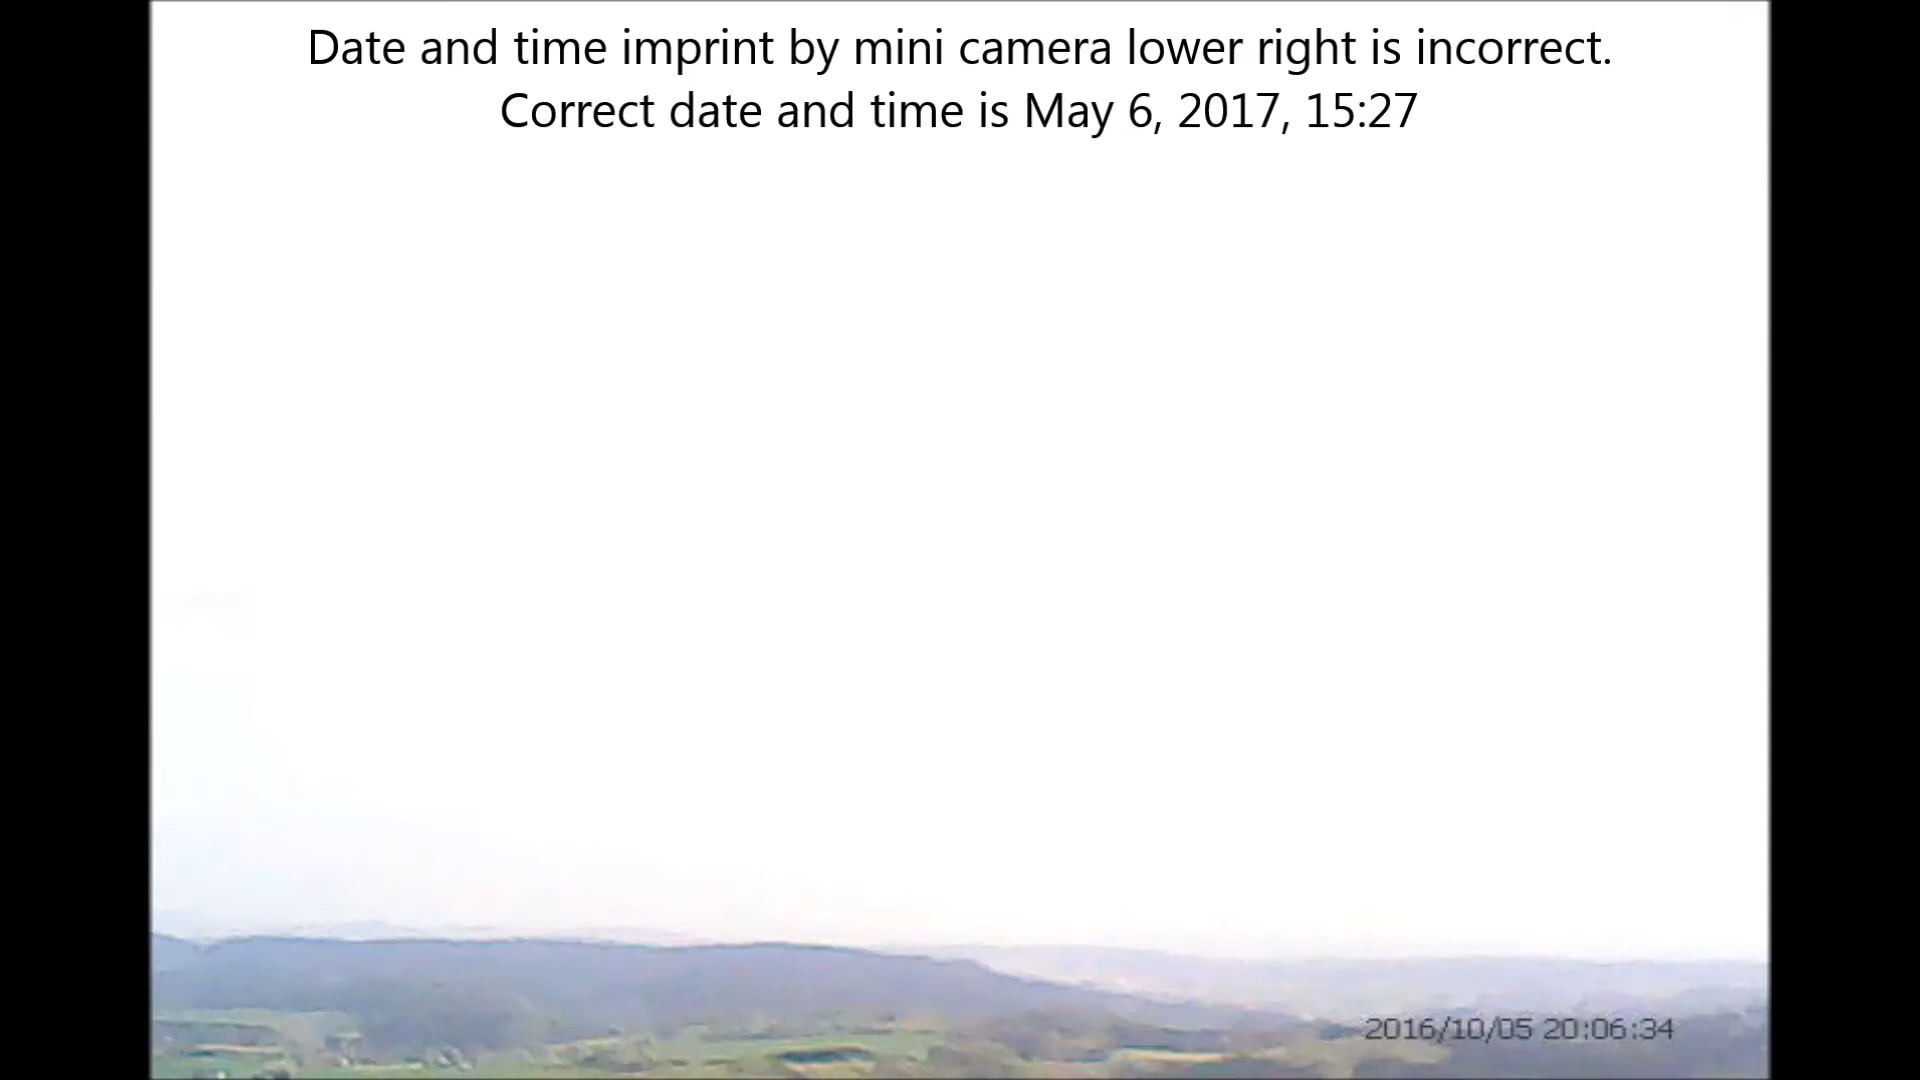 Date and time imprint by mini camera lower right is incorrect.
Correct date and time is May 6, 2017, 15:27
2016/10/05 20:06:34